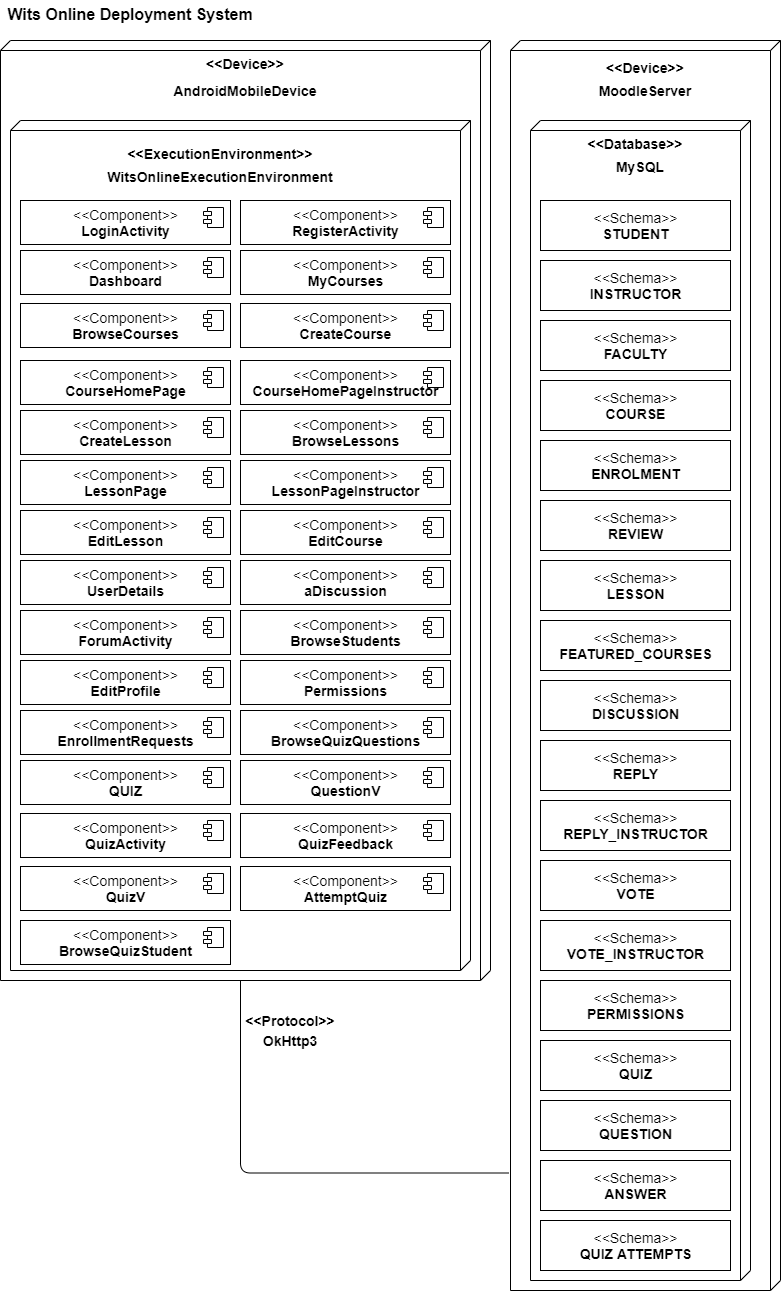 Wits Online Deployment System
<<Device>>
AndroidMobileDevice
<<ExecutionEnvironment>>
WitsOnlineExecutionEnvironment
<<Component>>
LoginActivity
<<Component>>
RegisterActivity
<<Component>>
Dashboard
<<Component>>
MyCourses
<<Component>>
BrowseCourses
<<Component>>
CreateCourse
<<Component>>
CourseHomePage
<<Component>>
CourseHomePageInstructor
<<Component>>
CreateLesson
<<Component>>
BrowseLessons
<<Component>>
LessonPage
<<Component>>
LessonPageInstructor
<<Component>>
EditLesson
<<Component>>
EditCourse
<<Component>>
UserDetails
<<Component>>
aDiscussion
<<Component>>
ForumActivity
<<Component>>
BrowseStudents
<<Component>>
EditProfile
<<Component>>
Permissions
<<Component>>
EnrollmentRequests
<<Component>>
BrowseQuizQuestions
<<Component>>
QUIZ
<<Component>>
QuestionV
<<Component>>
QuizActivity
<<Component>>
QuizFeedback
<<Component>>
QuizV
<<Component>>
AttemptQuiz
<<Component>>
BrowseQuizStudent
<<Protocol>>
OkHttp3
<<Device>>
MoodleServer
<<Database>>
MySQL
<<Schema>>
STUDENT
<<Schema>>
INSTRUCTOR
<<Schema>>
FACULTY
<<Schema>>
COURSE
<<Schema>>
ENROLMENT
<<Schema>>
REVIEW
<<Schema>>
LESSON
<<Schema>>
FEATURED_COURSES
<<Schema>>
DISCUSSION
<<Schema>>
REPLY
<<Schema>>
REPLY_INSTRUCTOR
<<Schema>>
VOTE
<<Schema>>
VOTE_INSTRUCTOR
<<Schema>>
PERMISSIONS
<<Schema>>
QUIZ
<<Schema>>
QUESTION
<<Schema>>
ANSWER
<<Schema>>
QUIZ ATTEMPTS